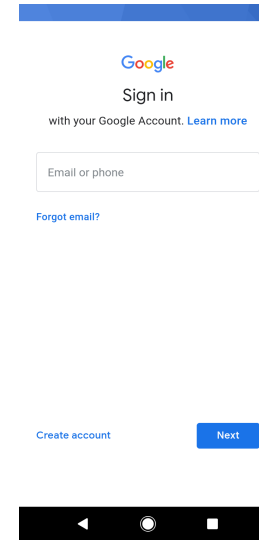 Google
Sign in
with your Google Account. Learn more
Email or phone
Forgot email?
Create account
Next